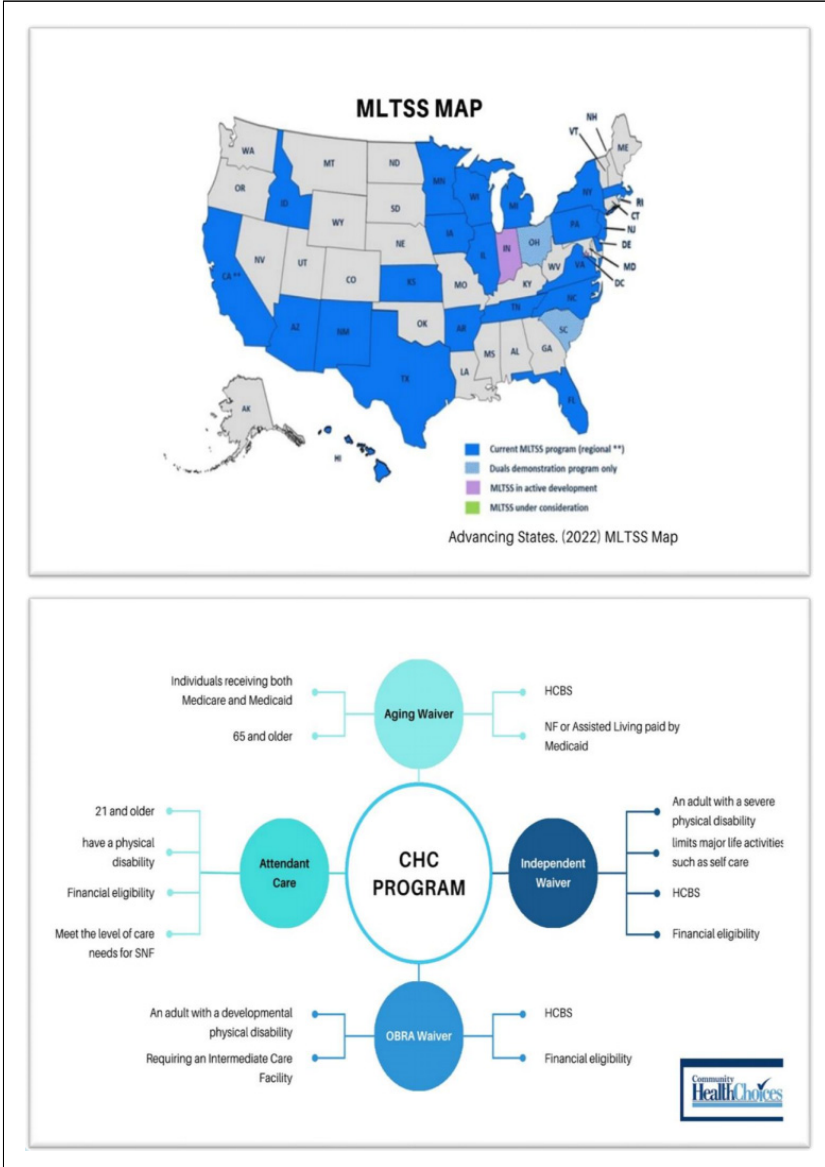 MLTSS MAP
NH
VT
ME
WA
MT
ND
MN
OR
ID
SD
WI
MI
NY
RI
CT
WY
IA
PA
NJ
NE
DE
NV
IL
IN
OH
MD
UT
CO
WV
VA
DC
CA **
KS
MO
KY
NC
TN
AZ
NM
OK
AR
SC
MS
AL
GA
TX
LA
FL
AK
HI
Current MLTSS program (regional **)
Duals demonstration program only
MLTSS in active development
MLTSS under consideration
Advancing States. (2022) MLTSS Map
Individuals receiving both
Medicare and Medicaid
65 and older
Aging Waiver
HCBS
NF or Assisted Living paid by
Medicaid
21 and older
have a physical
disability
Financial eligibility
Meet the level of care
needs for SNF
Attendant
Care
CHC
PROGRAM
Independent
Waiver
An adult with a severe
physical disability
limits major life activities
such as self care
HCBS
Financial eligibility
An adult with a developmental
physical disability
Requiring an Intermediate Care
Facility
OBRA Waiver
HCBS
Financial eligibility
Community
HealthChoices